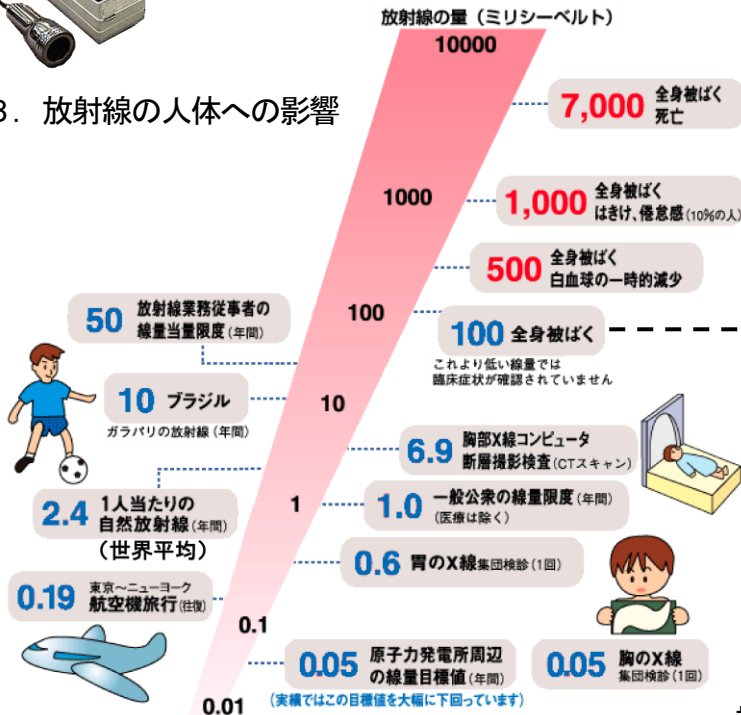 放射線の量（ミリシーベルト）
10000
3. 放射線の人体への影響
7,000 全身被ばく
死亡
1000
1,000 全身被ばく
はきけ、倦怠感(10%の人)
500 全身被ばく
白血球の一時的減少
50 放射線業務従事者の
線量当量限度(年間)
100
100 全身被ばく
これより低い線量では
臨床症状が確認されていません
10 ブラジル
ガラパリの放射線(年間)
10
6.9 胸部X線コンピュータ
断層撮影検査(CTスキャン)
2.4 1人当たりの
自然放射線(年間)
（世界平均）
1
1.0 一般公衆の線量限度(年間)
(医療は除く)
0.6 胃のX線集団検診(1回)
0.19 東京～ニューヨーク
航空機旅行(往復)
0.1
0.05 原子力発電所周辺
の線量目標値(年間)
(実績ではこの目標値を大幅に下回っています)
0.05 胸のX線
集団検診(1回)
0.01